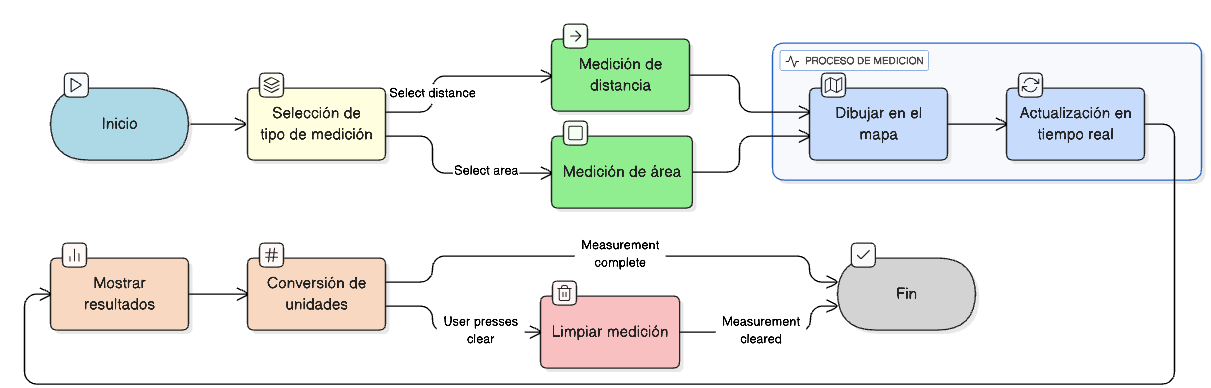 Inicio
Selección de
tipo de medición
Select distance
Select area
Medición de
distancia
Medición de área
PROCESO DE MEDICION
Dibujar en el
mapa
Actualización en
tiempo real
Mostrar
resultados
#
Conversión de
unidades
Measurement
complete
User presses
clear
Limpiar medición
Measurement
cleared
Fin